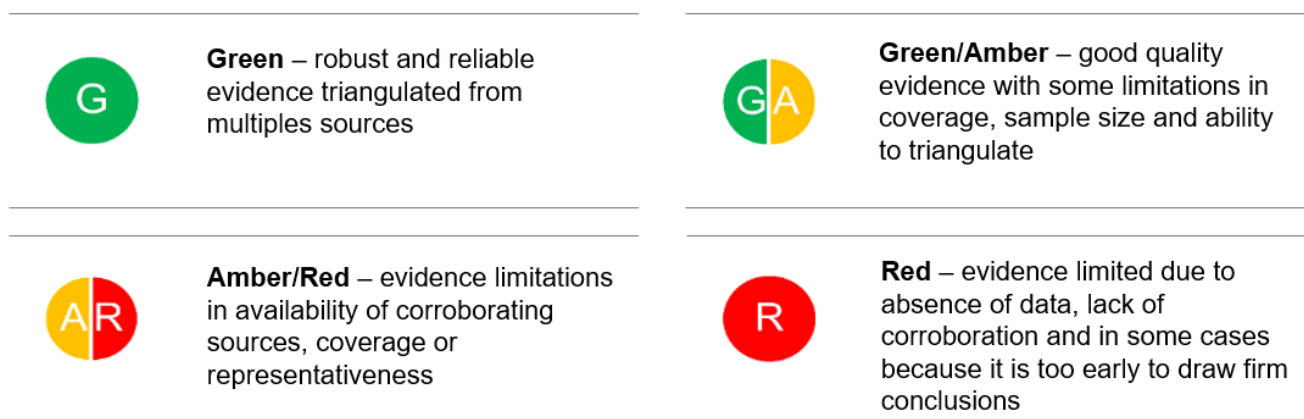 G
Green – robust and reliable
evidence triangulated from
multiples sources
GA
Green/Amber – good quality
evidence with some limitations in
coverage, sample size and ability
to triangulate
AR
Amber/Red – evidence limitations
in availability of corroborating
sources, coverage or
representativeness
R
Red – evidence limited due to
absence of data, lack of
corroboration and in some cases
because it is too early to draw firm
conclusions